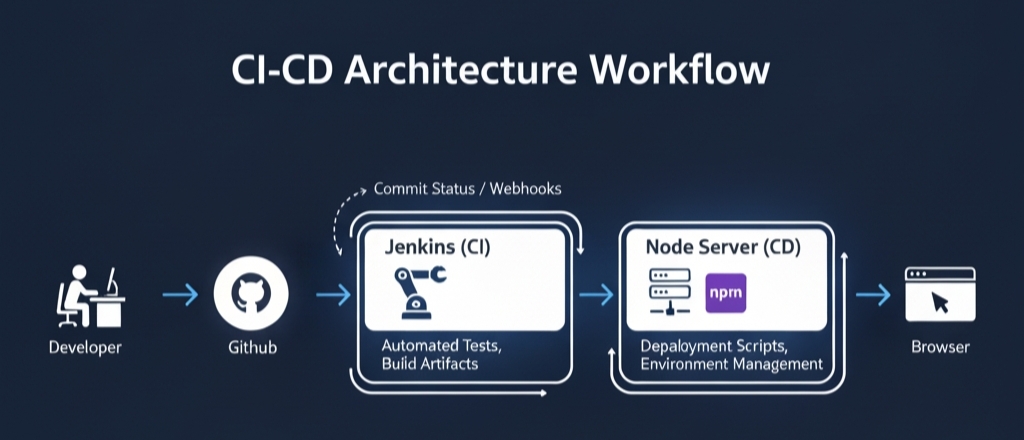 CI-CD Architecture Workflow
Commit Status / Webhooks
Jenkins (CI)
Automated Tests,
Build Artifacts
Node Server (CD)
nprn
Depaloyment Scripts,
Environment Management
Developer
Github
Browser